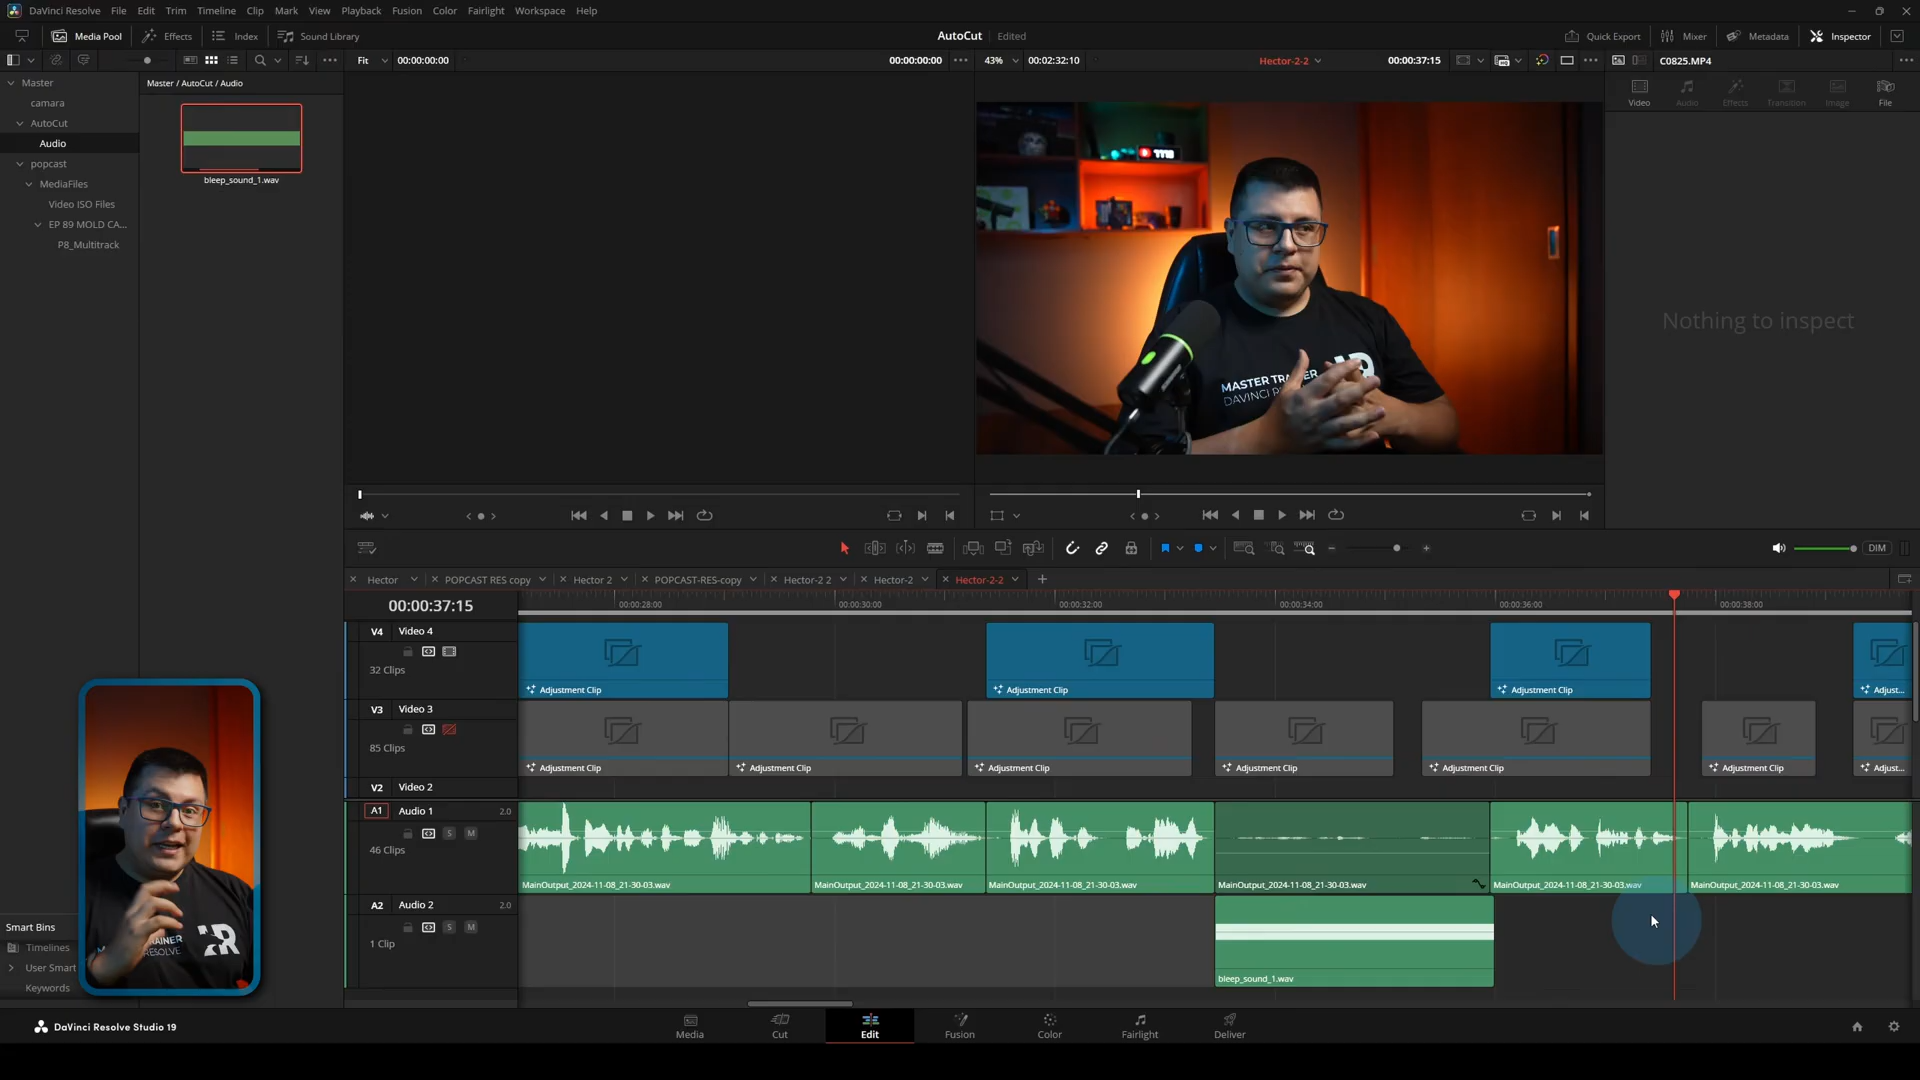 DaVinci Resolve File Edit Trim Timeline Clip Mark View Playback Fusion Color Fairlight Workspace Help
Media Pool Effects Index Sound Library AutoCut Edited Quick Export Mixer Metadata Inspector
Fit 00:00:00:00 00:00:00:00 43% 00:02:32:10 Hector-2-2 00:00:37:15 C0825.MP4
Master
camara
AutoCut
Audio
popcast
MediaFiles
Video ISO Files
EP 89 MOLD CA...
P8_Multitrack
Master / AutoCut / Audio
bleep_sound_1.wav
Video Audio Effects Transition Image File
Nothing to inspect
DIM
Hector POPCAST RES copy Hector 2 POPCAST-RES-copy Hector-2 2 Hector-2 Hector-2-2
00:00:37:15
00:00:28:00 00:00:30:00 00:00:32:00 00:00:34:00 00:00:36:00 00:00:38:00
V4 Video 4
32 Clips
Adjustment Clip Adjustment Clip Adjustment Clip Adjust...
V3 Video 3
85 Clips
Adjustment Clip Adjustment Clip Adjustment Clip Adjustment Clip Adjustment Clip Adjustment Clip Adjust...
V2 Video 2
A1 Audio 1 2.0
S M
46 Clips
MainOutput_2024-11-08_21-30-03.wav MainOutput_2024-11-08_21-30-03.wav MainOutput_2024-11-08_21-30-03.wav MainOutput_2024-11-08_21-30-03.wav MainOutput_2024-11-08_21-30-03.wav MainOutput_2024-11-08_21-30-03.wav
A2 Audio 2 2.0
S M
1 Clip
bleep_sound_1.wav
Smart Bins
Timelines
User Smart
Keywords
DaVinci Resolve Studio 19
Media Cut Edit Fusion Color Fairlight Deliver